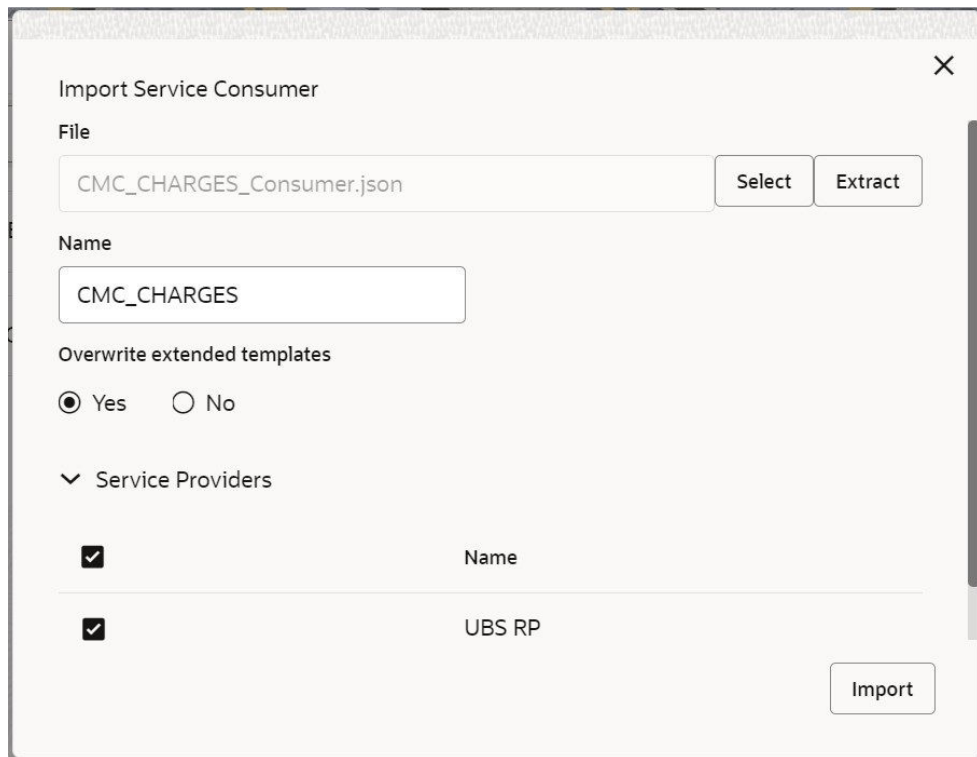 Import Service Consumer
File
CMC_CHARGES_Consumer.json Select Extract
Name
CMC_CHARGES
Overwrite extended templates
Yes No
Service Providers
Name
UBS RP
Import